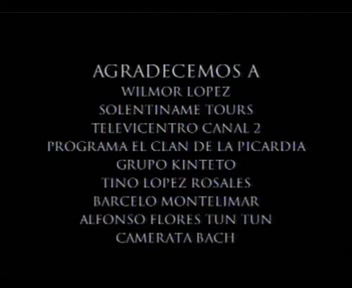 AGRADECEMOS A
WILMOR LOPEZ
SOLENTINAME TOURS
TELEVICENTRO CANAL 2
PROGRAMA EL CLAN DE LA PICARDIA
GRUPO KINTETO
TINO LOPEZ ROSALES
BARCELO MONTELIMAR
ALFONSO FLORES TUN TUN
CAMERATA BACH